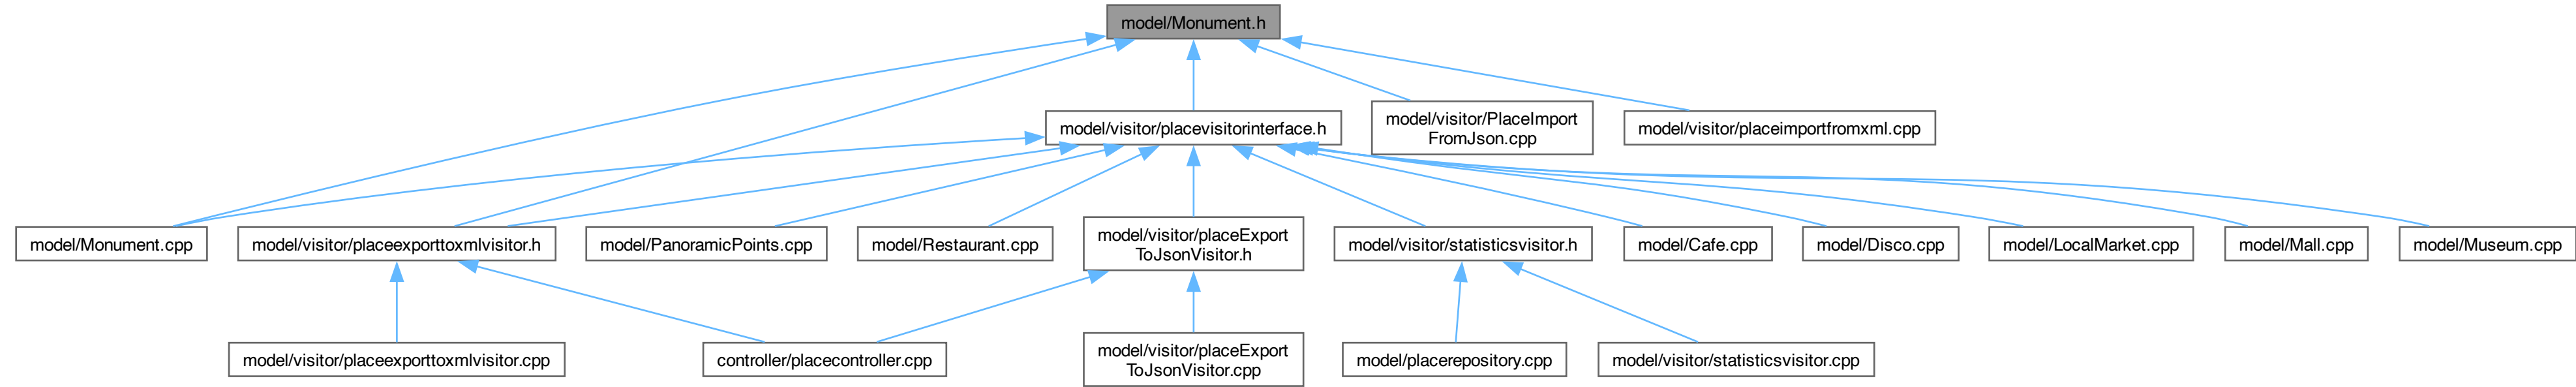 model/Monument.h
model/visitor/placevisitorinterface.h
model/visitor/PlaceImport
FromJson.cpp
model/visitor/placeimportfromxml.cpp
model/Monument.cpp
model/visitor/placeexporttoxmlvisitor.h
model/PanoramicPoints.cpp
model/Restaurant.cpp
model/visitor/placeExport
ToJsonVisitor.h
model/visitor/statisticsvisitor.h
model/Cafe.cpp
model/Disco.cpp
model/LocalMarket.cpp
model/Mall.cpp
model/Museum.cpp
model/visitor/placeexporttoxmlvisitor.cpp
controller/placecontroller.cpp
model/visitor/placeExport
ToJsonVisitor.cpp
model/placerepository.cpp
model/visitor/statisticsvisitor.cpp